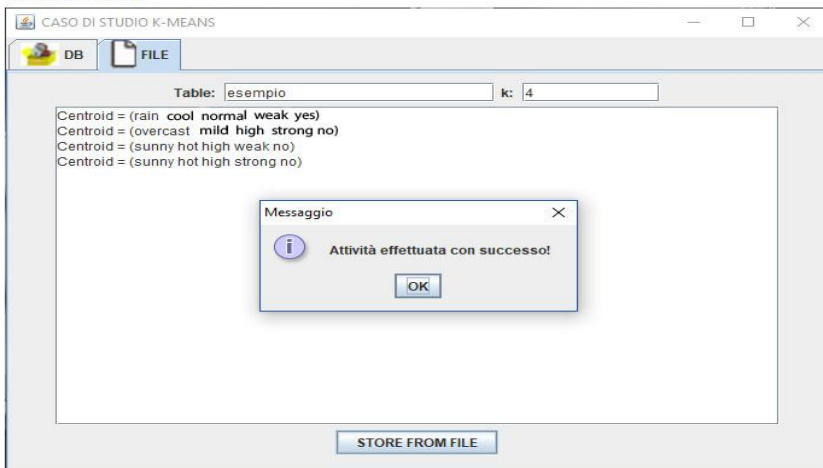 CASO DI STUDIO K-MEANS
DB FILE
Table: esempio k: 4
Centroid = (rain cool normal weak yes)
Centroid = (overcast mild high strong no)
Centroid = (sunny hot high weak no)
Centroid = (sunny hot high strong no)
Messaggio
Attività effettuata con successo!
OK
STORE FROM FILE